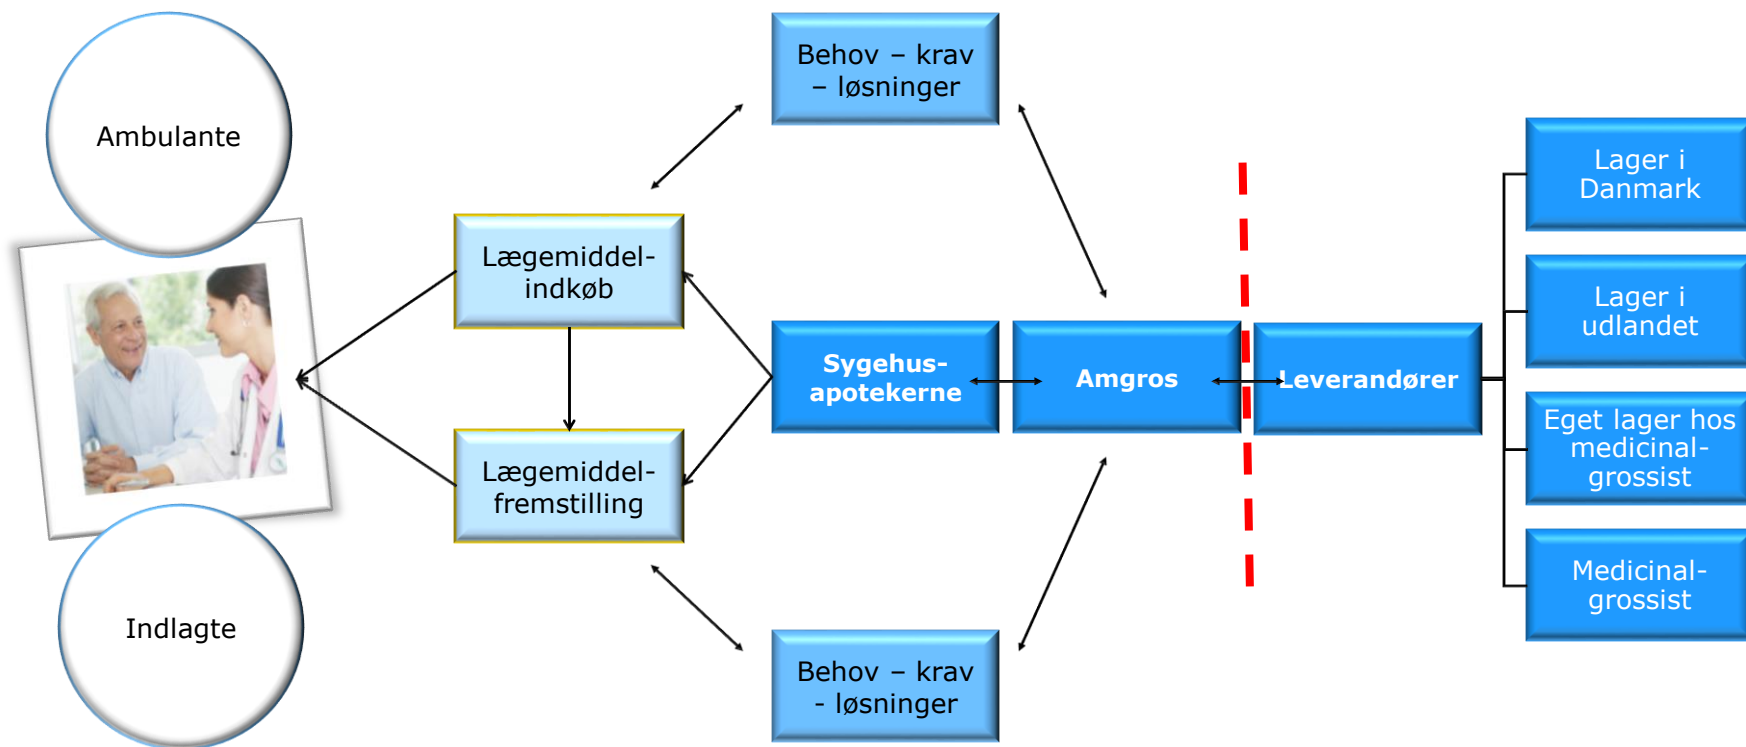 Ambulante
Indlagte
Lægemiddel-
indkøb
Lægemiddel-
fremstilling
Behov – krav
– løsninger
Sygehus-
apotekerne
Amgros
Leverandører
Behov – krav
- løsninger
Lager i
Danmark
Lager i
udlandet
Eget lager hos
medicinal-
grossist
Medicinal-
grossist